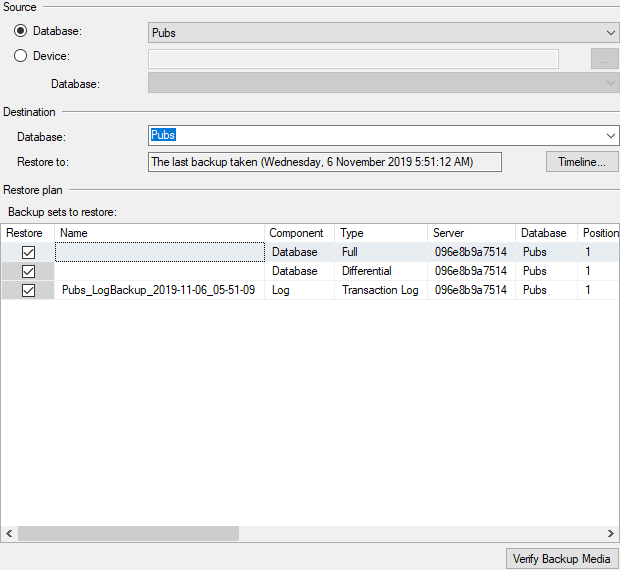 Source
Database: Pubs
Device: ...
Database:
Destination
Database: Pubs
Restore to: The last backup taken (Wednesday, 6 November 2019 5:51:12 AM) Timeline...
Restore plan
Backup sets to restore:
Restore Name Component Type Server Database Position
Database Full 096e8b9a7514 Pubs 1
Database Differential 096e8b9a7514 Pubs 1
Pubs_LogBackup_2019-11-06_05-51-09 Log Transaction Log 096e8b9a7514 Pubs 1
Verify Backup Media